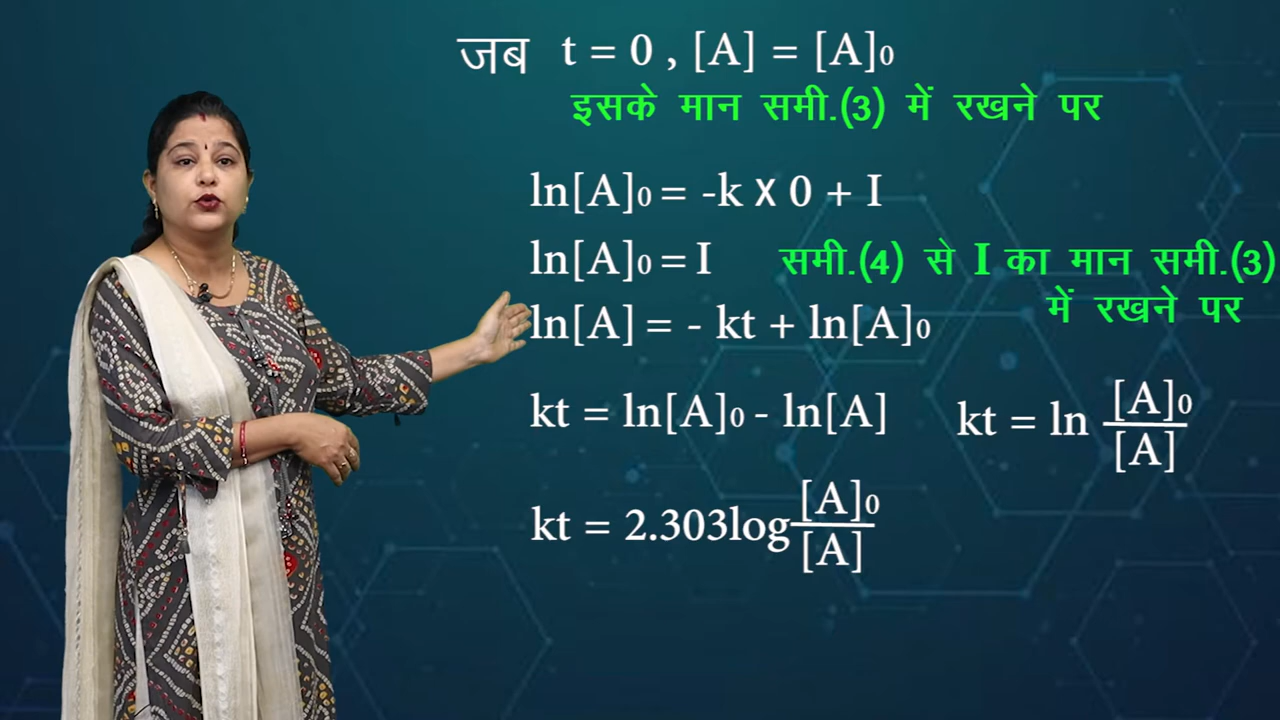 जब t = 0 , [A] = [A]₀
इसके मान समी.(3) में रखने पर
ln[A]₀ = -k X 0 + I
ln[A]₀ = I समी.(4) से I का मान समी.(3)
में रखने पर
ln[A] = - kt + ln[A]₀
kt = ln[A]₀ - ln[A] kt = ln [A]₀/[A]
kt = 2.303log [A]₀/[A]